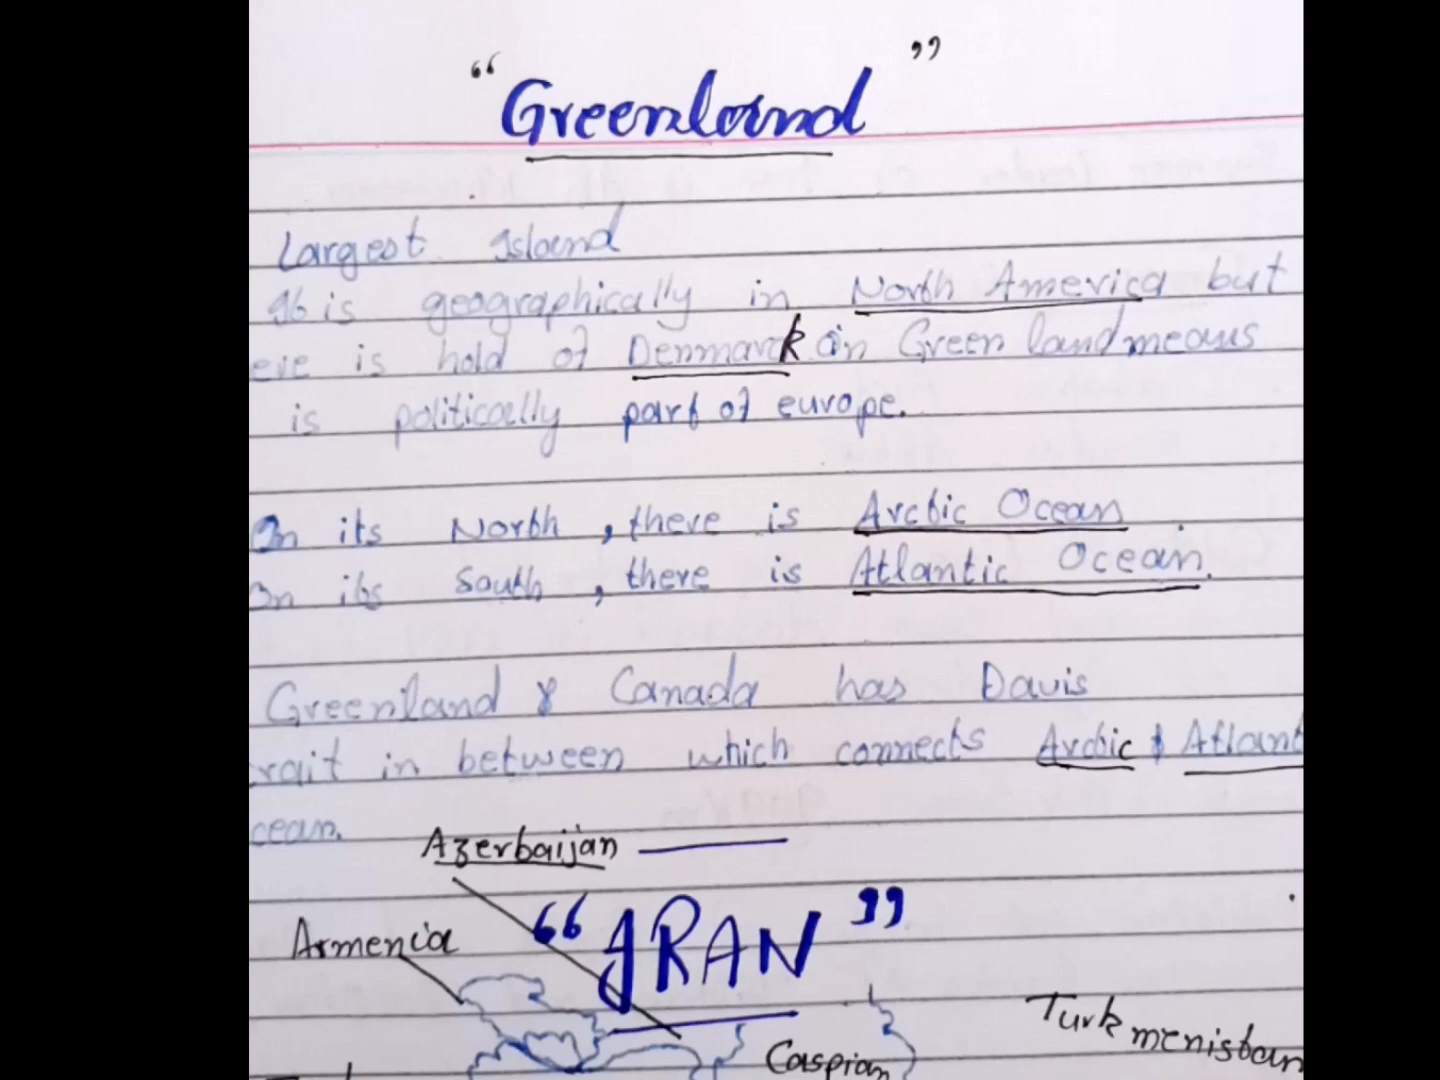 “ Greenland ”
Largest Island
It is geographically in North America but
ere is hold of Denmark in Greenland means
is politically part of europe.
On its North , there is Arctic Ocean
On its South , there is Atlantic Ocean.
Greenland & Canada has Davis
rait in between which connects Arctic & Atlant
cean.
Azerbaijan
“ IRAN ”
Armenia
Turkmenistan
Caspian